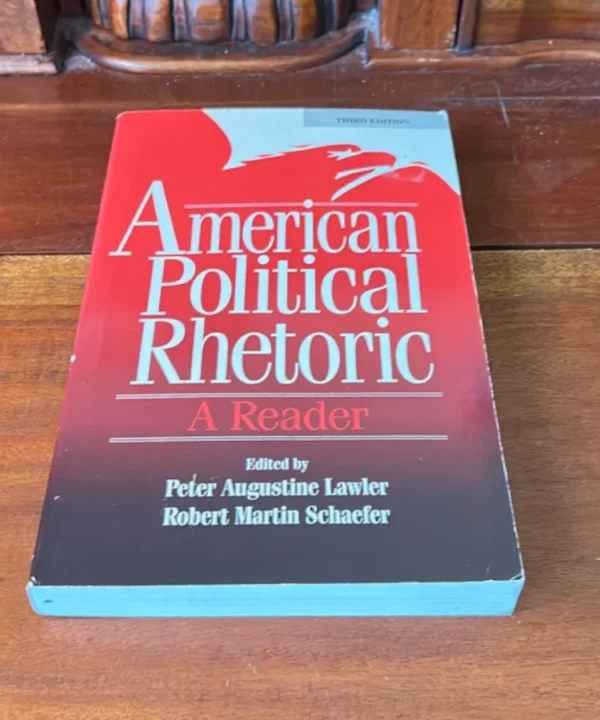 THIRD EDITION
American
Political
Rhetoric
A Reader
Edited by
Peter Augustine Lawler
Robert Martin Schaefer